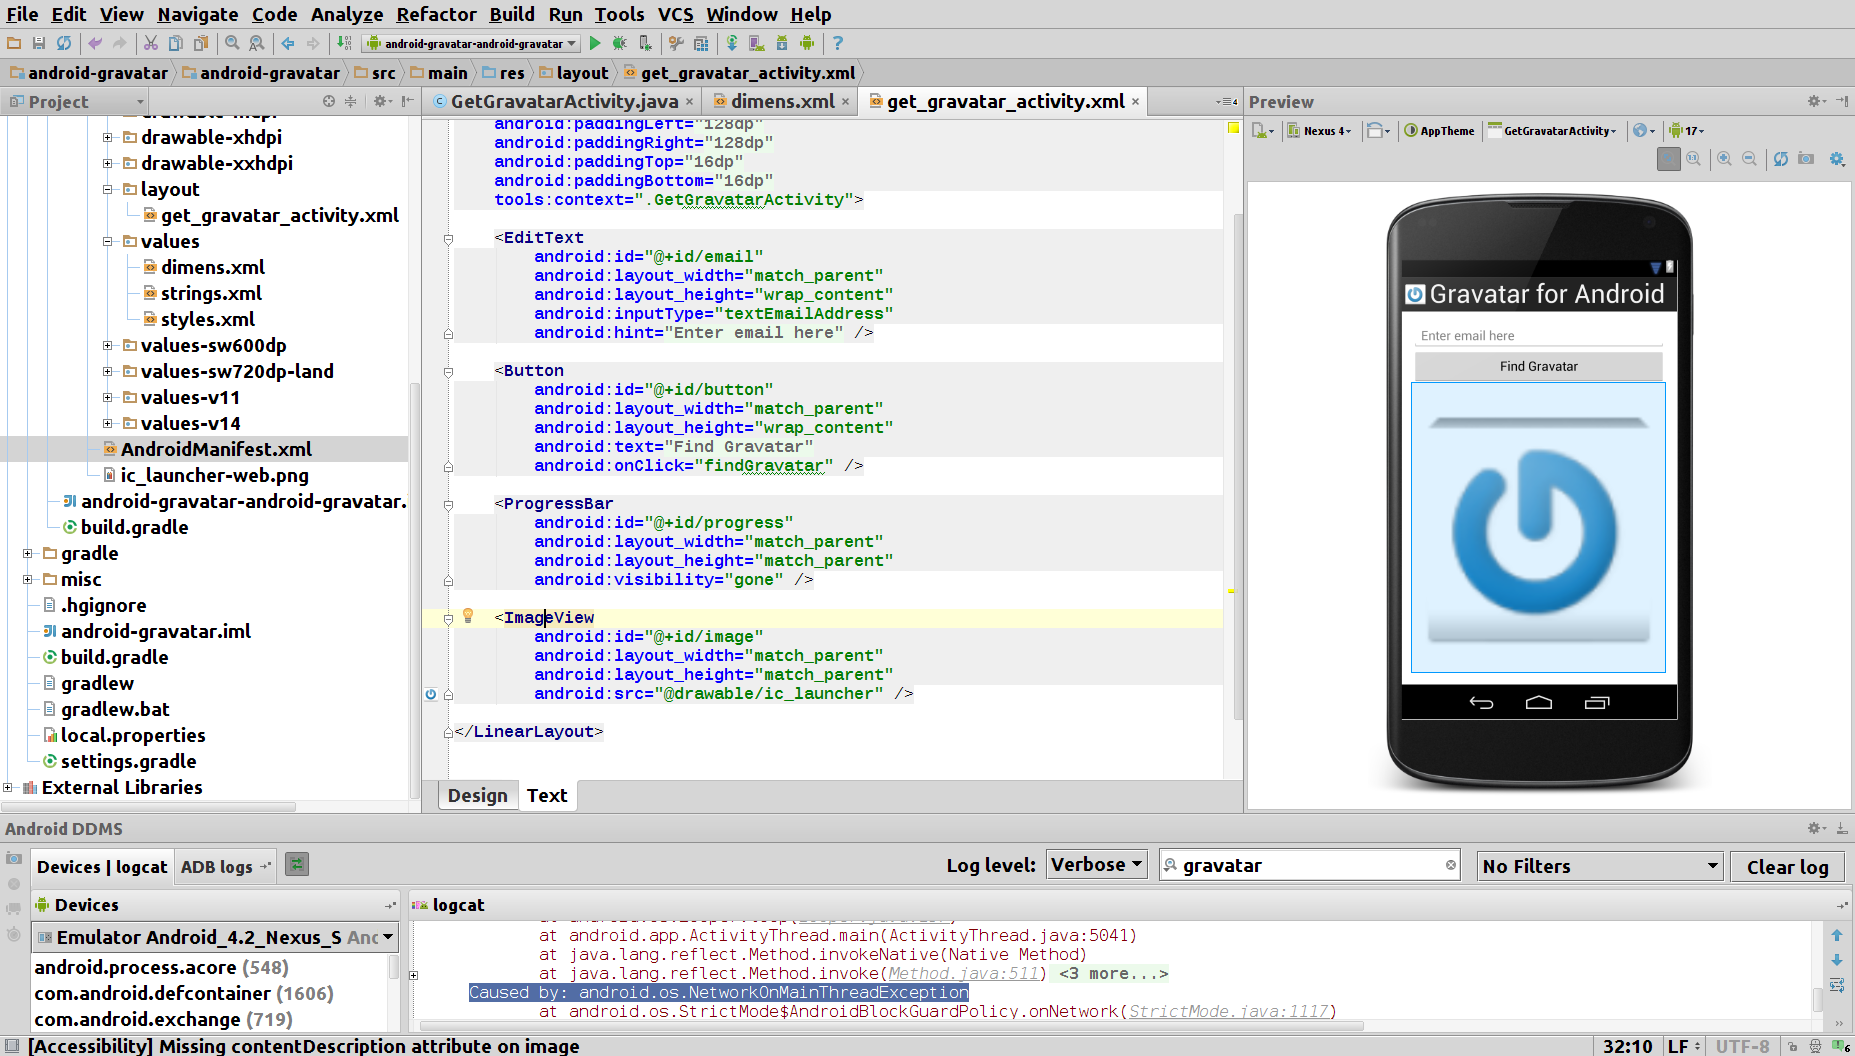 File Edit View Navigate Code Analyze Refactor Build Run Tools VCS Window Help
android-gravatar-android-gravatar
android-gravatar android-gravatar src main res layout get_gravatar_activity.xml
Project
GetGravatarActivity.java dimens.xml get_gravatar_activity.xml 4
Preview
drawable-xhdpi
drawable-xxhdpi
layout
get_gravatar_activity.xml
values
dimens.xml
strings.xml
styles.xml
values-sw600dp
values-sw720dp-land
values-v11
values-v14
AndroidManifest.xml
ic_launcher-web.png
android-gravatar-android-gravatar.
build.gradle
gradle
misc
.hgignore
android-gravatar.iml
build.gradle
gradlew
gradlew.bat
local.properties
settings.gradle
External Libraries
android:paddingLeft="128dp"
android:paddingRight="128dp"
android:paddingTop="16dp"
android:paddingBottom="16dp"
tools:context=".GetGravatarActivity">
<EditText
android:id="@+id/email"
android:layout_width="match_parent"
android:layout_height="wrap_content"
android:inputType="textEmailAddress"
android:hint="Enter email here" />
<Button
android:id="@+id/button"
android:layout_width="match_parent"
android:layout_height="wrap_content"
android:text="Find Gravatar"
android:onClick="findGravatar" />
<ProgressBar
android:id="@+id/progress"
android:layout_width="match_parent"
android:layout_height="match_parent"
android:visibility="gone" />
<ImageView
android:id="@+id/image"
android:layout_width="match_parent"
android:layout_height="match_parent"
android:src="@drawable/ic_launcher" />
</LinearLayout>
Design Text
Nexus 4 AppTheme GetGravatarActivity 17
Gravatar for Android
Enter email here
Find Gravatar
Android DDMS
Devices | logcat ADB logs
Log level: Verbose gravatar No Filters Clear log
Devices
Emulator Android_4.2_Nexus_S
android.process.acore (548)
com.android.defcontainer (1606)
com.android.exchange (719)
logcat
at android.app.ActivityThread.main(ActivityThread.java:5041)
at java.lang.reflect.Method.invokeNative(Native Method)
at java.lang.reflect.Method.invoke(Method.java:511) <3 more...>
Caused by: android.os.NetworkOnMainThreadException
at android.os.StrictMode$AndroidBlockGuardPolicy.onNetwork(StrictMode.java:1117)
[Accessibility] Missing contentDescription attribute on image
32:10 LF UTF-8 6